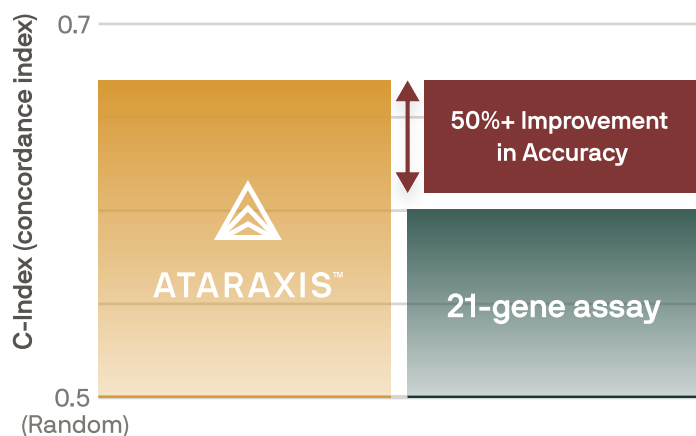 0.7
C-Index (concordance index)
50%+ Improvement
in Accuracy
ATARAXIS™
21-gene assay
0.5
(Random)